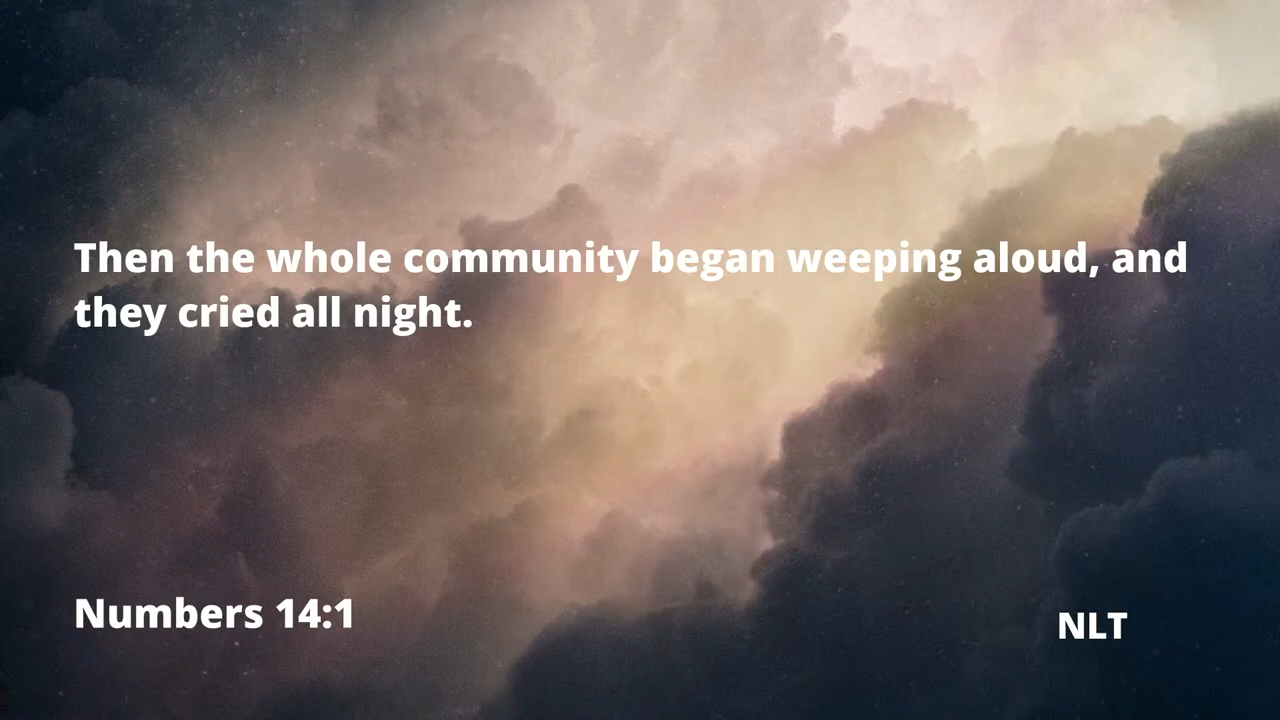 Then the whole community began weeping aloud, and
they cried all night.
Numbers 14:1
NLT